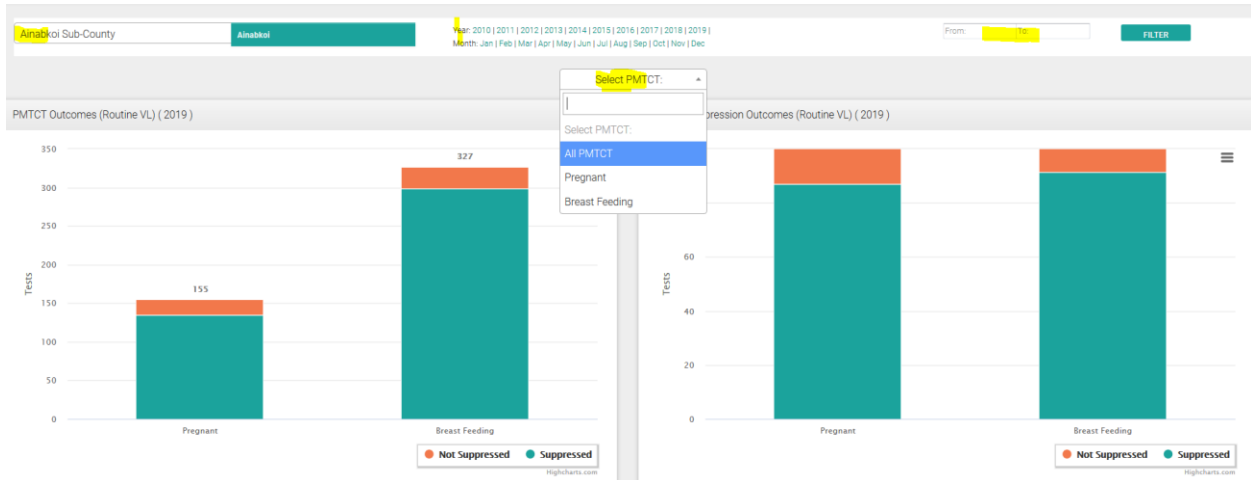 Ainabkoi Sub-County
Ainabkoi
Year: 2010 | 2011 | 2012 | 2013 | 2014 | 2015 | 2016 | 2017 | 2018 | 2019 |
Month: Jan | Feb | Mar | Apr | May | Jun | Jul | Aug | Sep | Oct | Nov | Dec
From:
To:
FILTER
Select PMTCT:
Select PMTCT:
All PMTCT
Pregnant
Breast Feeding
PMTCT Outcomes (Routine VL) ( 2019 )
350
300
250
200
150
100
50
0
Tests
155
327
Pregnant
Breast Feeding
Not Suppressed
Suppressed
Highcharts.com
pression Outcomes (Routine VL) ( 2019 )
60
40
20
0
Tests
Pregnant
Breast Feeding
Not Suppressed
Suppressed
Highcharts.com